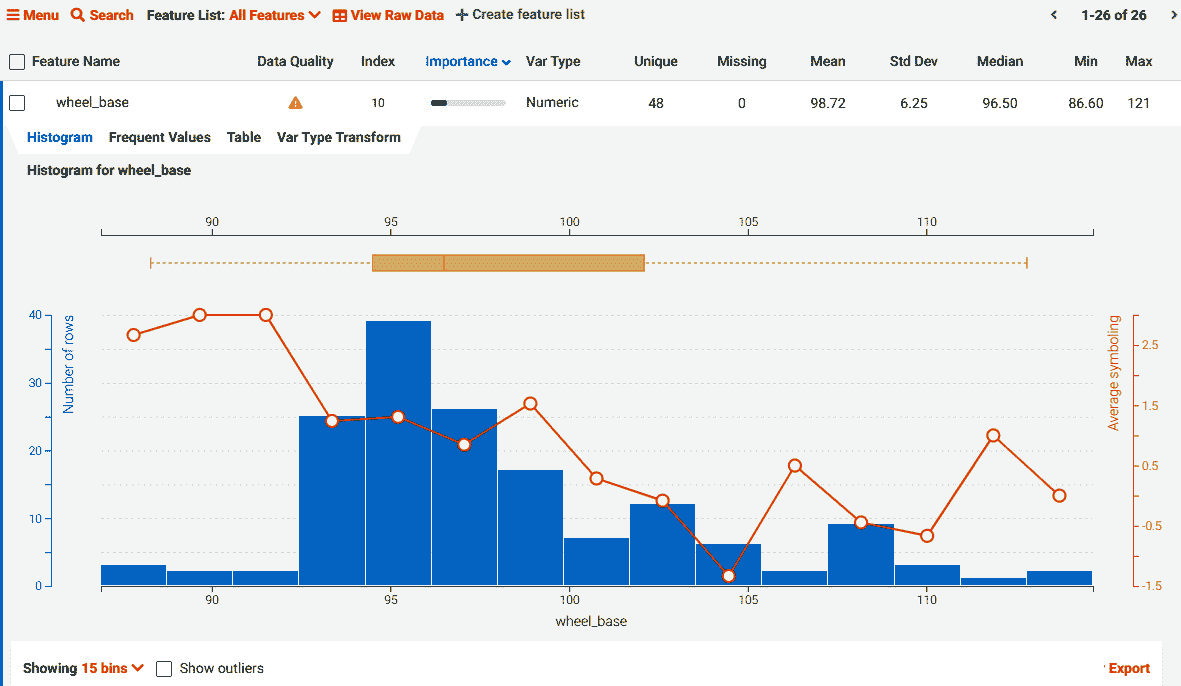 Menu Search Feature List: All Features View Raw Data + Create feature list < 1-26 of 26 >
Feature Name Data Quality Index Importance Var Type Unique Missing Mean Std Dev Median Min Max
wheel_base 10 Numeric 48 0 98.72 6.25 96.50 86.60 121
Histogram Frequent Values Table Var Type Transform
Histogram for wheel_base
90 95 100 105 110
40
30
20
10
0
Number of rows
Average symboling
2.5
1.5
0.5
-0.5
-1.5
90 95 100 105 110
wheel_base
Showing 15 bins Show outliers Export